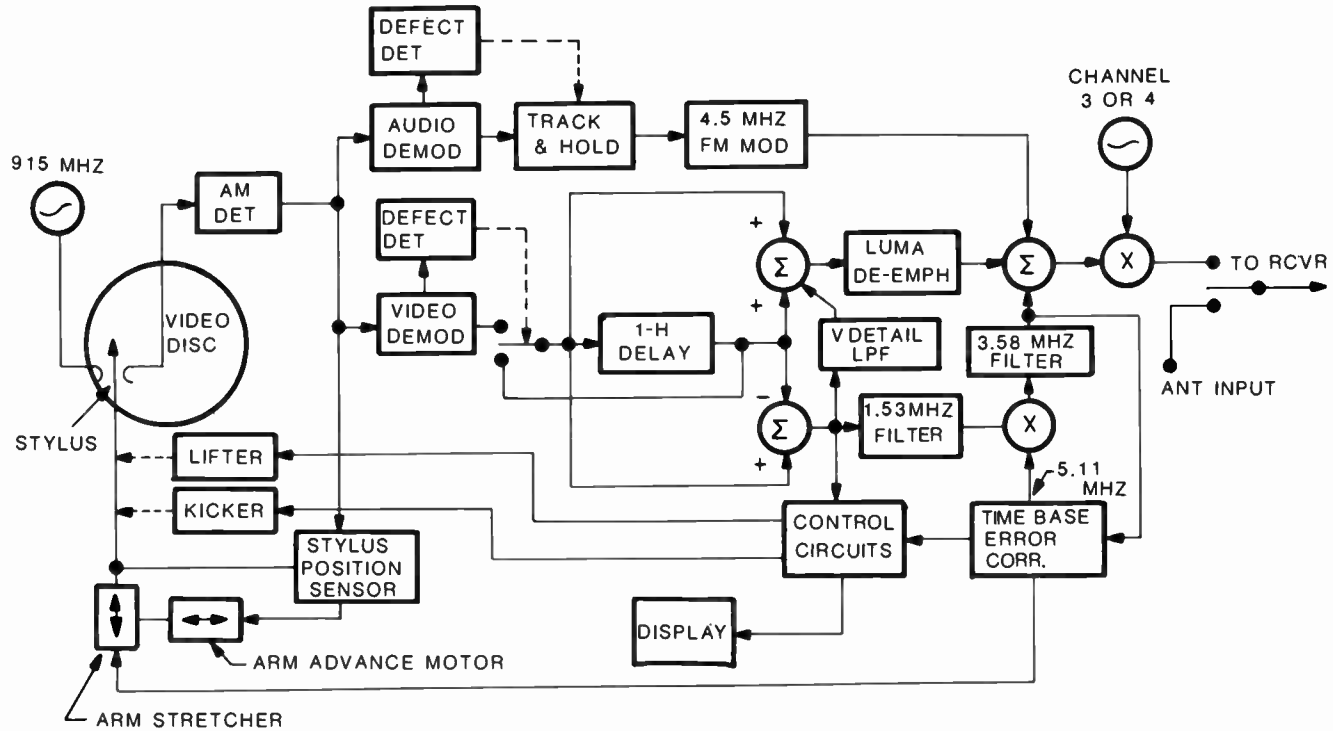 DEFECT
DET
CHANNEL
3 OR 4
915 MHZ
AUDIO
DEMOD
TRACK
& HOLD
4.5 MHZ
FM MOD
AM
DET
DEFECT
DET
+
Σ
LUMA
DE-EMPH
Σ
X
TO RCVR
VIDEO
DISC
VIDEO
DEMOD
1-H
DELAY
+
V DETAIL
LPF
3.58 MHZ
FILTER
ANT INPUT
STYLUS
-
Σ
+
1.53MHZ
FILTER
X
LIFTER
5.11
MHZ
KICKER
CONTROL
CIRCUITS
TIME BASE
ERROR
CORR.
STYLUS
POSITION
SENSOR
DISPLAY
ARM ADVANCE MOTOR
ARM STRETCHER